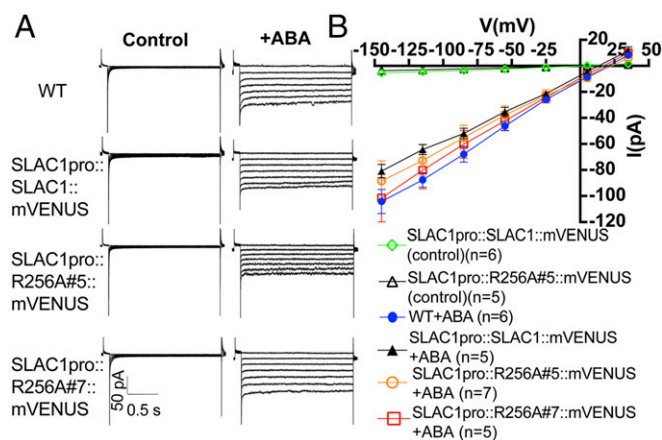 A
Control
+ABA
WT
SLAC1pro::
SLAC1::
mVENUS
SLAC1pro::
R256A#5::
mVENUS
SLAC1pro::
R256A#7::
mVENUS
50 pA
0.5 s
B
V(mV)
-150 -125 -100 -75 -50 -25 0 25 50
20
-20
-40
-60
-80
-100
-120
I(pA)
SLAC1pro::SLAC1::mVENUS
(control)(n=6)
SLAC1pro::R256A#5::mVENUS
(control)(n=5)
WT+ABA (n=6)
SLAC1pro::SLAC1::mVENUS
+ABA (n=5)
SLAC1pro::R256A#5::mVENUS
+ABA (n=7)
SLAC1pro::R256A#7::mVENUS
+ABA (n=5)